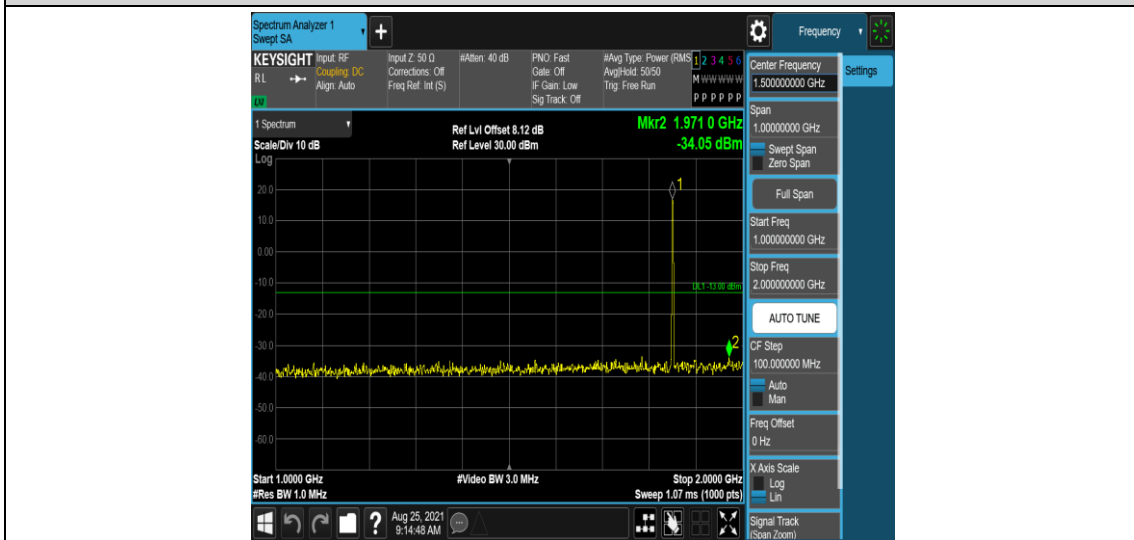 Spectrum Analyzer 1
Swept SA
+
Frequency
KEYSIGHT
RL
Input: RF
Coupling: DC
Align: Auto
Input Z: 50 Ω
Corrections: Off
Freq Ref: Int (S)
#Atten: 40 dB
PNO: Fast
Gate: Off
IF Gain: Low
Sig Track: Off
#Avg Type: Power (RMS
Avg|Hold: 50/50
Trig: Free Run
1 2 3 4 5 6
M W W W W W
P P P P P P
1 Spectrum
Scale/Div 10 dB
Ref Lvl Offset 8.12 dB
Ref Level 30.00 dBm
Mkr2 1.971 0 GHz
-34.05 dBm
Log
20.0
10.0
0.00
-10.0
-20.0
-30.0
-40.0
-50.0
-60.0
1
DL1 -13.00 dBm
2
Start 1.0000 GHz
#Res BW 1.0 MHz
#Video BW 3.0 MHz
Stop 2.0000 GHz
Sweep 1.07 ms (1000 pts)
Center Frequency
1.500000000 GHz
Settings
Span
1.00000000 GHz
Swept Span
Zero Span
Full Span
Start Freq
1.000000000 GHz
Stop Freq
2.000000000 GHz
AUTO TUNE
CF Step
100.000000 MHz
Auto
Man
Freq Offset
0 Hz
X Axis Scale
Log
Lin
Signal Track
(Span Zoom)
?
Aug 25, 2021
9:14:48 AM